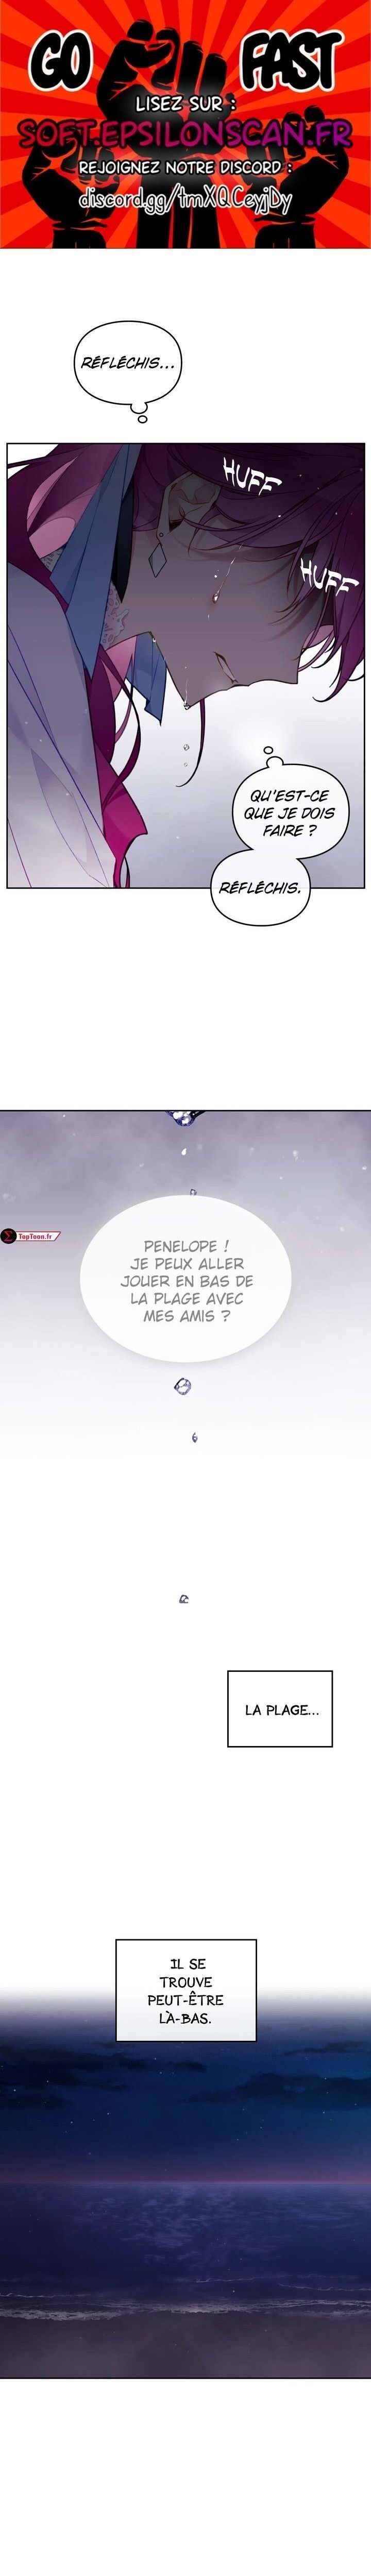 GO FAST
LISEZ SUR :
SOFT.EPSILONSCAN.FR
REJOIGNEZ NOTRE DISCORD :
discord.gg/tmXQCeyjDy
RÉFLÉCHIS...
HUFF
HUFF
QU'EST-CE
QUE JE DOIS
FAIRE ?
RÉFLÉCHIS.
TopToon.fr
PENELOPE !
JE PEUX ALLER
JOUER EN BAS DE
LA PLAGE AVEC
MES AMIS ?
LA PLAGE...
IL SE
TROUVE
PEUT-ÊTRE
LÀ-BAS.